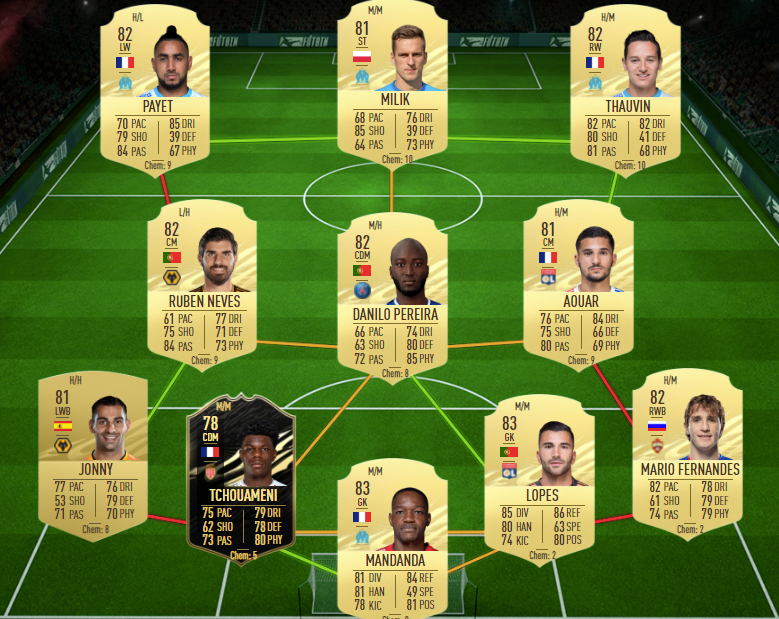 H/L
82
LW
PAYET
70 PAC 85 DRI
79 SHO 39 DEF
84 PAS 67 PHY
Chem: 9
M/M
81
ST
MILIK
68 PAC 76 DRI
85 SHO 39 DEF
64 PAS 73 PHY
Chem: 10
H/M
82
RW
THAUVIN
82 PAC 82 DRI
80 SHO 41 DEF
81 PAS 68 PHY
Chem: 10
L/H
82
CM
RUBEN NEVES
61 PAC 77 DRI
75 SHO 71 DEF
84 PAS 73 PHY
Chem: 9
M/H
82
CDM
DANILO PEREIRA
66 PAC 74 DRI
63 SHO 80 DEF
72 PAS 85 PHY
Chem: 8
H/M
81
CM
AOUAR
76 PAC 84 DRI
75 SHO 66 DEF
80 PAS 69 PHY
Chem: 9
H/H
81
LWB
JONNY
77 PAC 76 DRI
53 SHO 79 DEF
71 PAS 70 PHY
Chem: 8
M/M
78
CDM
TCHOUAMENI
75 PAC 79 DRI
62 SHO 78 DEF
73 PAS 80 PHY
Chem: 5
M/M
83
GK
MANDANDA
81 DIV 84 REF
81 HAN 49 SPE
78 KIC 81 POS
M/M
83
GK
LOPES
85 DIV 86 REF
80 HAN 63 SPE
74 KIC 80 POS
Chem: 2
H/M
82
RWB
MARIO FERNANDES
82 PAC 78 DRI
61 SHO 79 DEF
74 PAS 79 PHY
Chem: 2